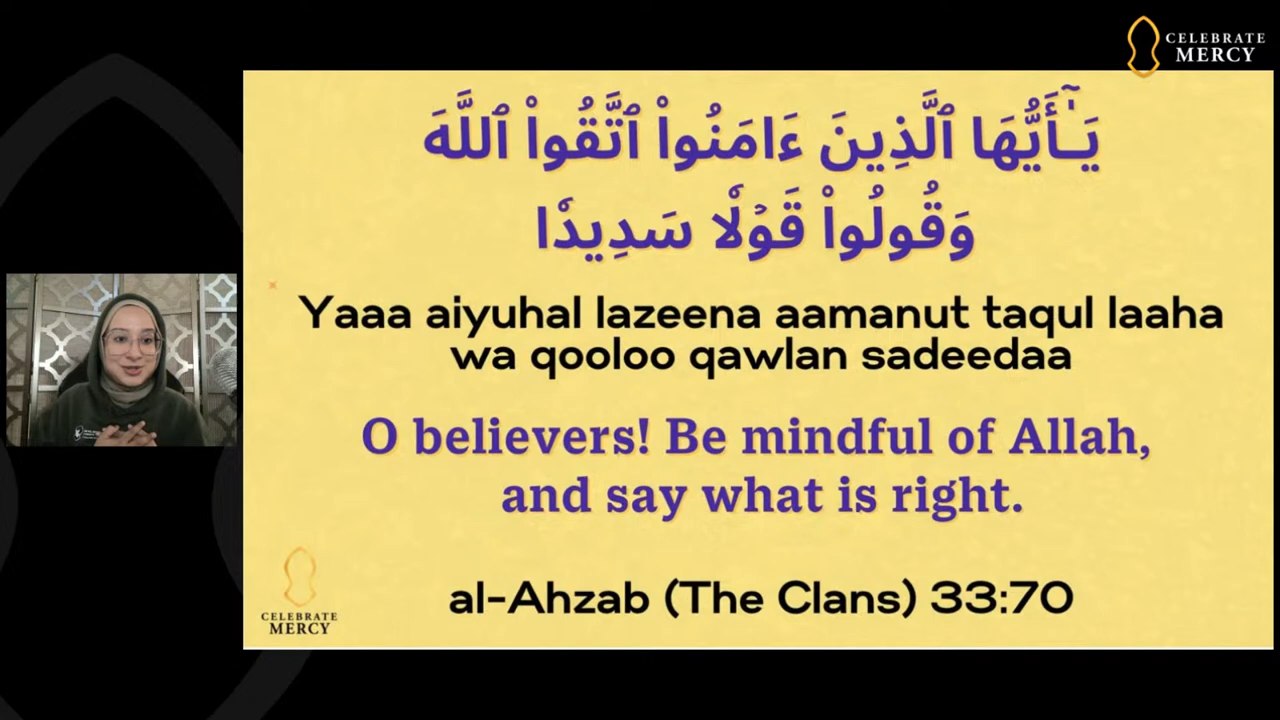 CELEBRATE
MERCY
يَـٰٓأَيُّهَا ٱلَّذِينَ ءَامَنُوا۟ ٱتَّقُوا۟ ٱللَّهَ
وَقُولُوا۟ قَوْلًۭا سَدِيدًۭا
Yaaa aiyuhal lazeena aamanut taqul laaha
wa qooloo qawlan sadeedaa
O believers! Be mindful of Allah,
and say what is right.
al-Ahzab (The Clans) 33:70
CELEBRATE
MERCY